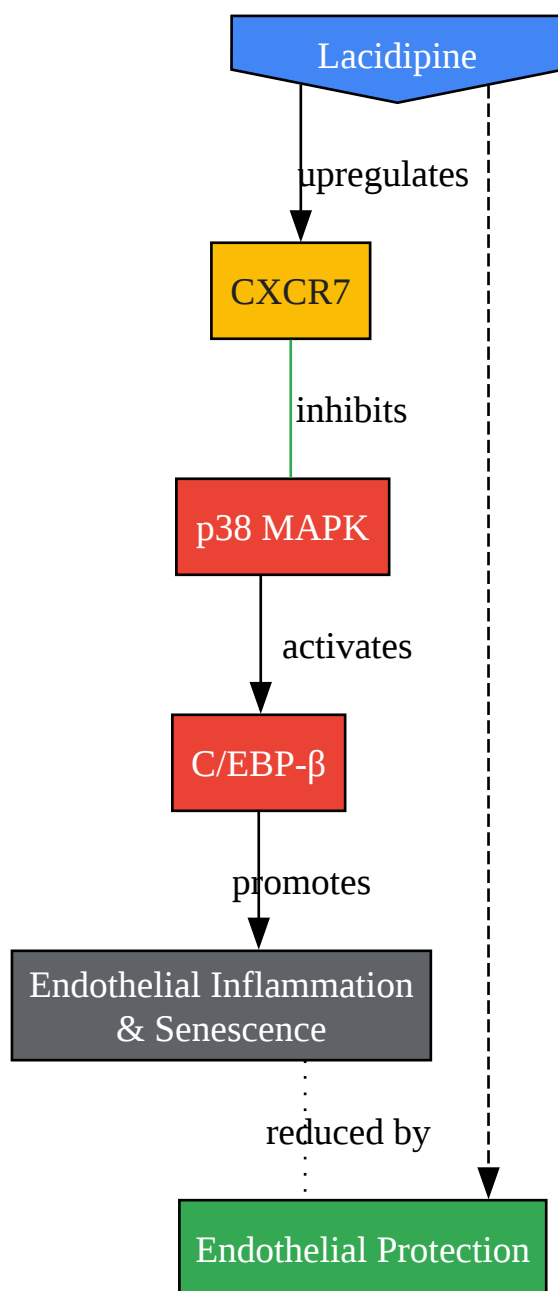 Lacidipine
upregulates
CXCR7
inhibits
p38 MAPK
activates
C/EBP-β
promotes
Endothelial Inflammation
& Senescence
reduced by
Endothelial Protection